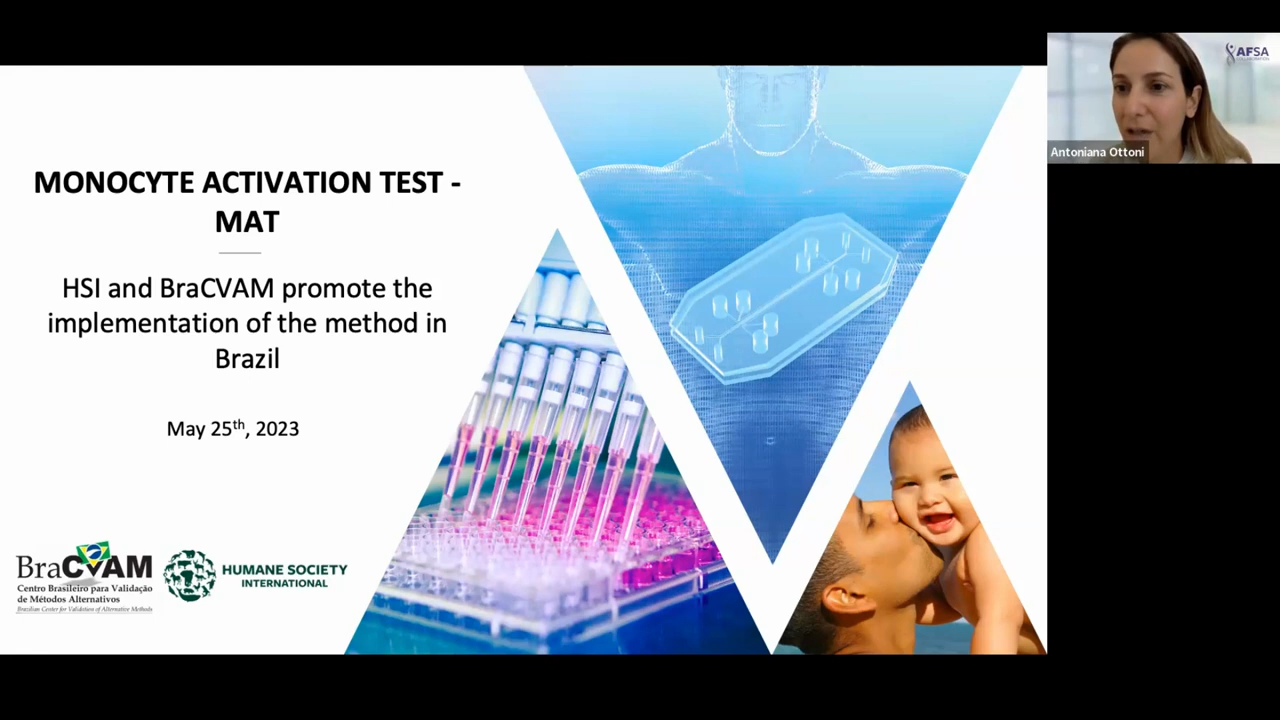 MONOCYTE ACTIVATION TEST -
MAT
HSI and BraCVAM promote the
implementation of the method in
Brazil
May 25th, 2023
BraCVAM
Centro Brasileiro para Validação
de Métodos Alternativos
Brazilian Center for Validation of Alternative Methods
HUMANE SOCIETY
INTERNATIONAL
AFSA
COLLABORATION
Antoniana Ottoni